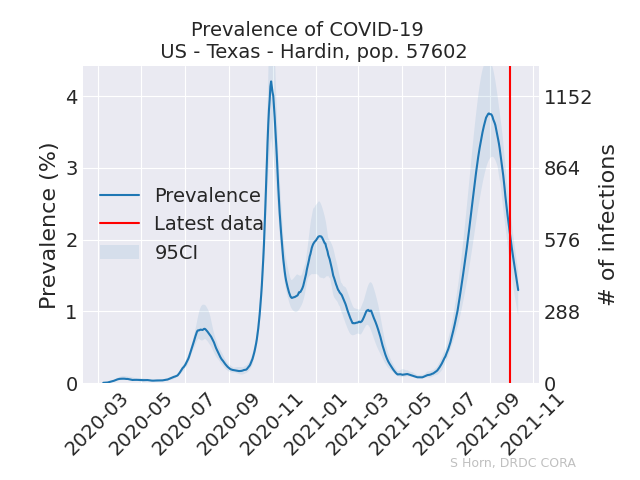 Prevalence of COVID-19
US - Texas - Hardin, pop. 57602
Prevalence (%)
4
3
2
1
0
Prevalence
Latest data
95CI
1152
864
576
288
0
# of infections
2020-03
2020-05
2020-07
2020-09
2020-11
2021-01
2021-03
2021-05
2021-07
2021-09
2021-11
S Horn, DRDC CORA